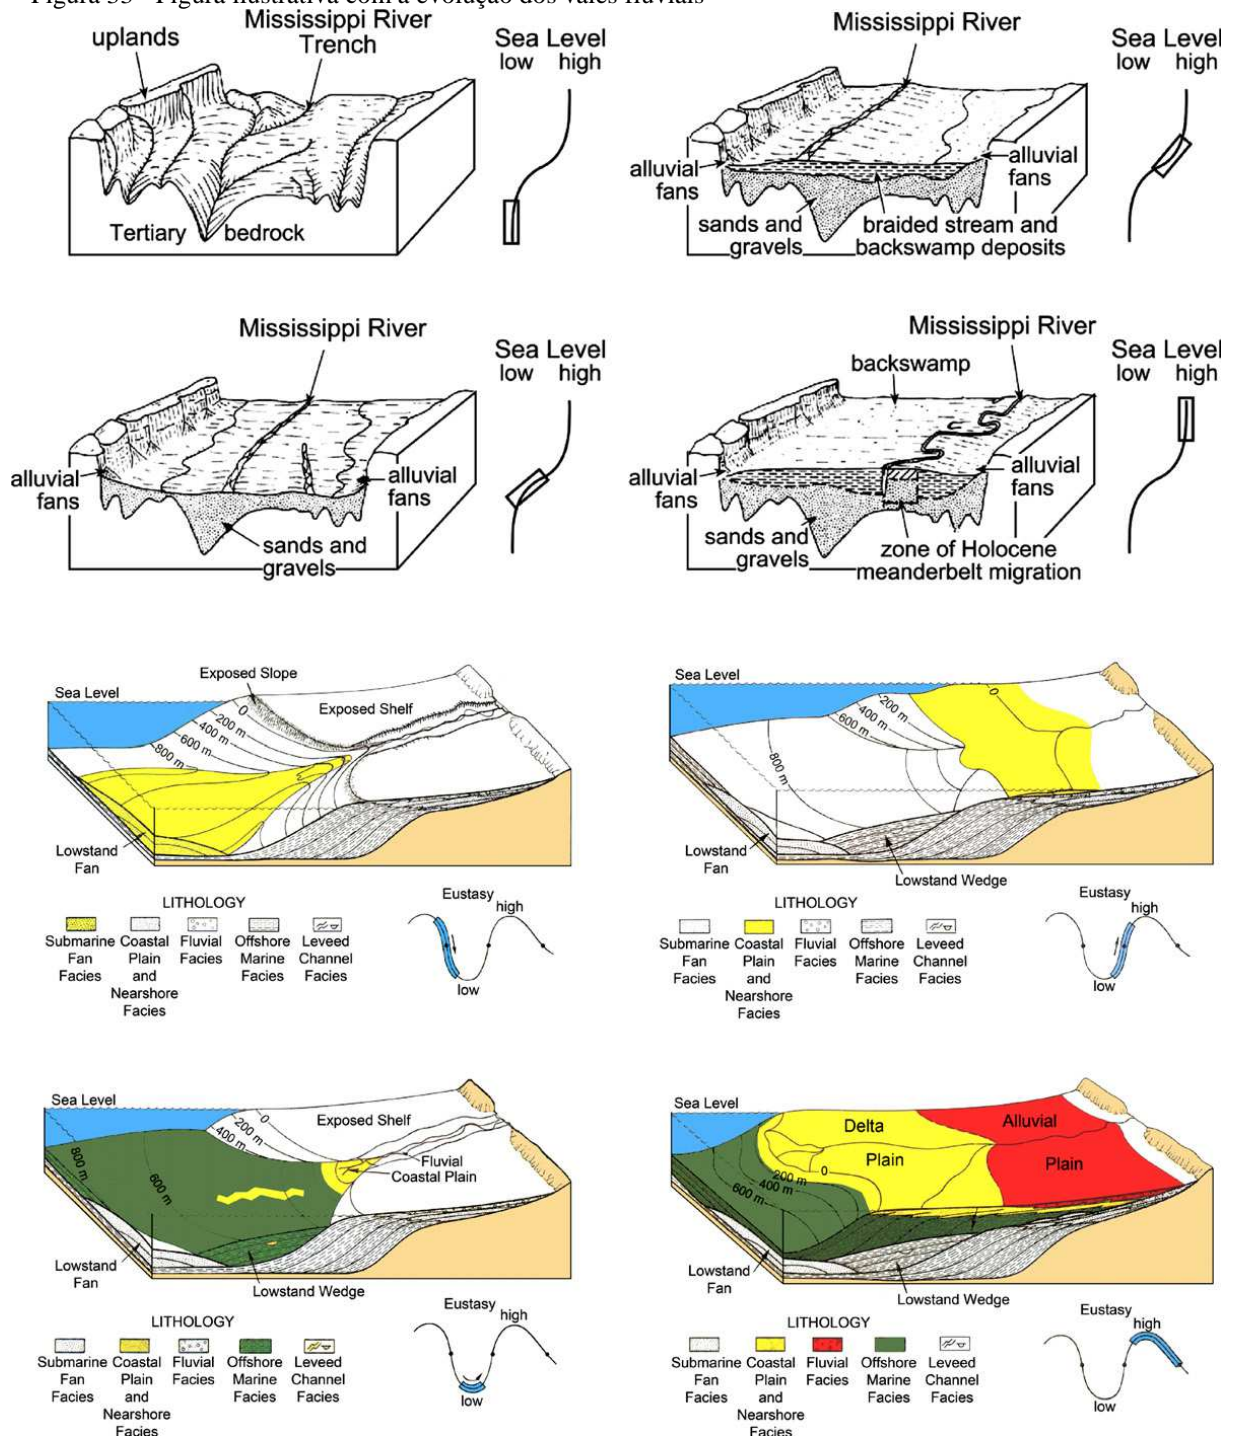 Figura 33 - Figura ilustrativa com a evolução dos vales fluviais
Mississippi River
Trench
uplands
Sea Level
low high
Tertiary bedrock
Mississippi River
Sea Level
low high
alluvial
fans
alluvial
fans
sands and
gravels
braided stream and
backswamp deposits
Mississippi River
Sea Level
low high
alluvial
fans
alluvial
fans
sands and
gravels
Mississippi River
backswamp
Sea Level
low high
alluvial
fans
alluvial
fans
sands and
gravels
zone of Holocene
meanderbelt migration
Exposed Slope
Sea Level
Exposed Shelf
0
200 m
400 m
600 m
800 m
Lowstand
Fan
LITHOLOGY
Submarine
Fan
Facies
Coastal
Plain
and
Nearshore
Facies
Fluvial
Facies
Offshore
Marine
Facies
Leveed
Channel
Facies
Eustasy
high
low
Sea Level
0
200 m
400 m
600 m
800 m
Lowstand
Fan
Lowstand Wedge
LITHOLOGY
Submarine
Fan
Facies
Coastal
Plain
and
Nearshore
Facies
Fluvial
Facies
Offshore
Marine
Facies
Leveed
Channel
Facies
Eustasy
high
low
Sea Level
Exposed Shelf
0
200 m
400 m
600 m
800 m
Fluvial
Coastal Plain
Lowstand
Fan
Lowstand Wedge
LITHOLOGY
Submarine
Fan
Facies
Coastal
Plain
and
Nearshore
Facies
Fluvial
Facies
Offshore
Marine
Facies
Leveed
Channel
Facies
Eustasy
high
low
Sea Level
Delta
Plain
Alluvial
Plain
0
200 m
400 m
600 m
Lowstand
Fan
Lowstand Wedge
LITHOLOGY
Submarine
Fan
Facies
Coastal
Plain
and
Nearshore
Facies
Fluvial
Facies
Offshore
Marine
Facies
Leveed
Channel
Facies
Eustasy
high
low